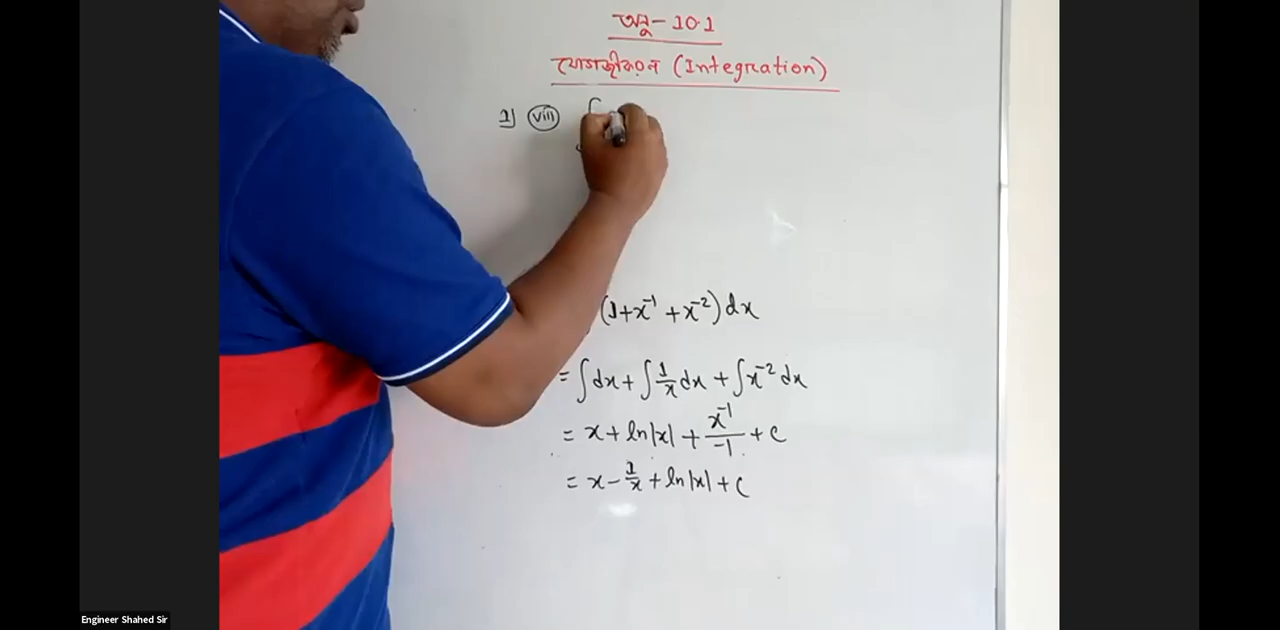 অনু - 10.1
যোগজীকরণ (Integration)
1) viii ∫
(1+x⁻¹+x⁻²)dx
= ∫dx + ∫1/x dx + ∫x⁻² dx
= x + ln|x| + x⁻¹/-1 + c
= x - 1/x + ln|x| + c
Engineer Shahed Sir